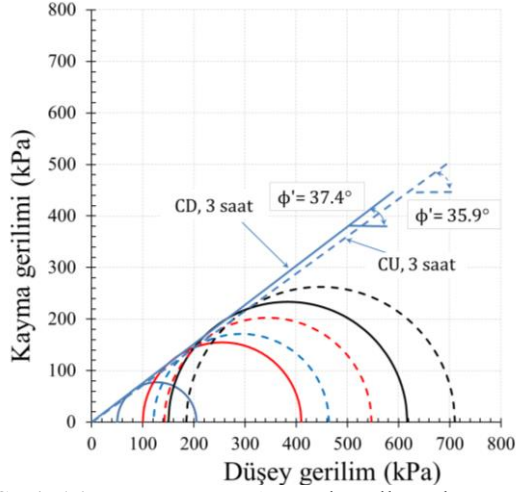 800
700
600
500
400
300
200
100
0
Kayma gerilimi (kPa)
CD, 3 saat
ϕ'= 37.4°
ϕ'= 35.9°
CU, 3 saat
0 100 200 300 400 500 600 700 800
Düşey gerilim (kPa)